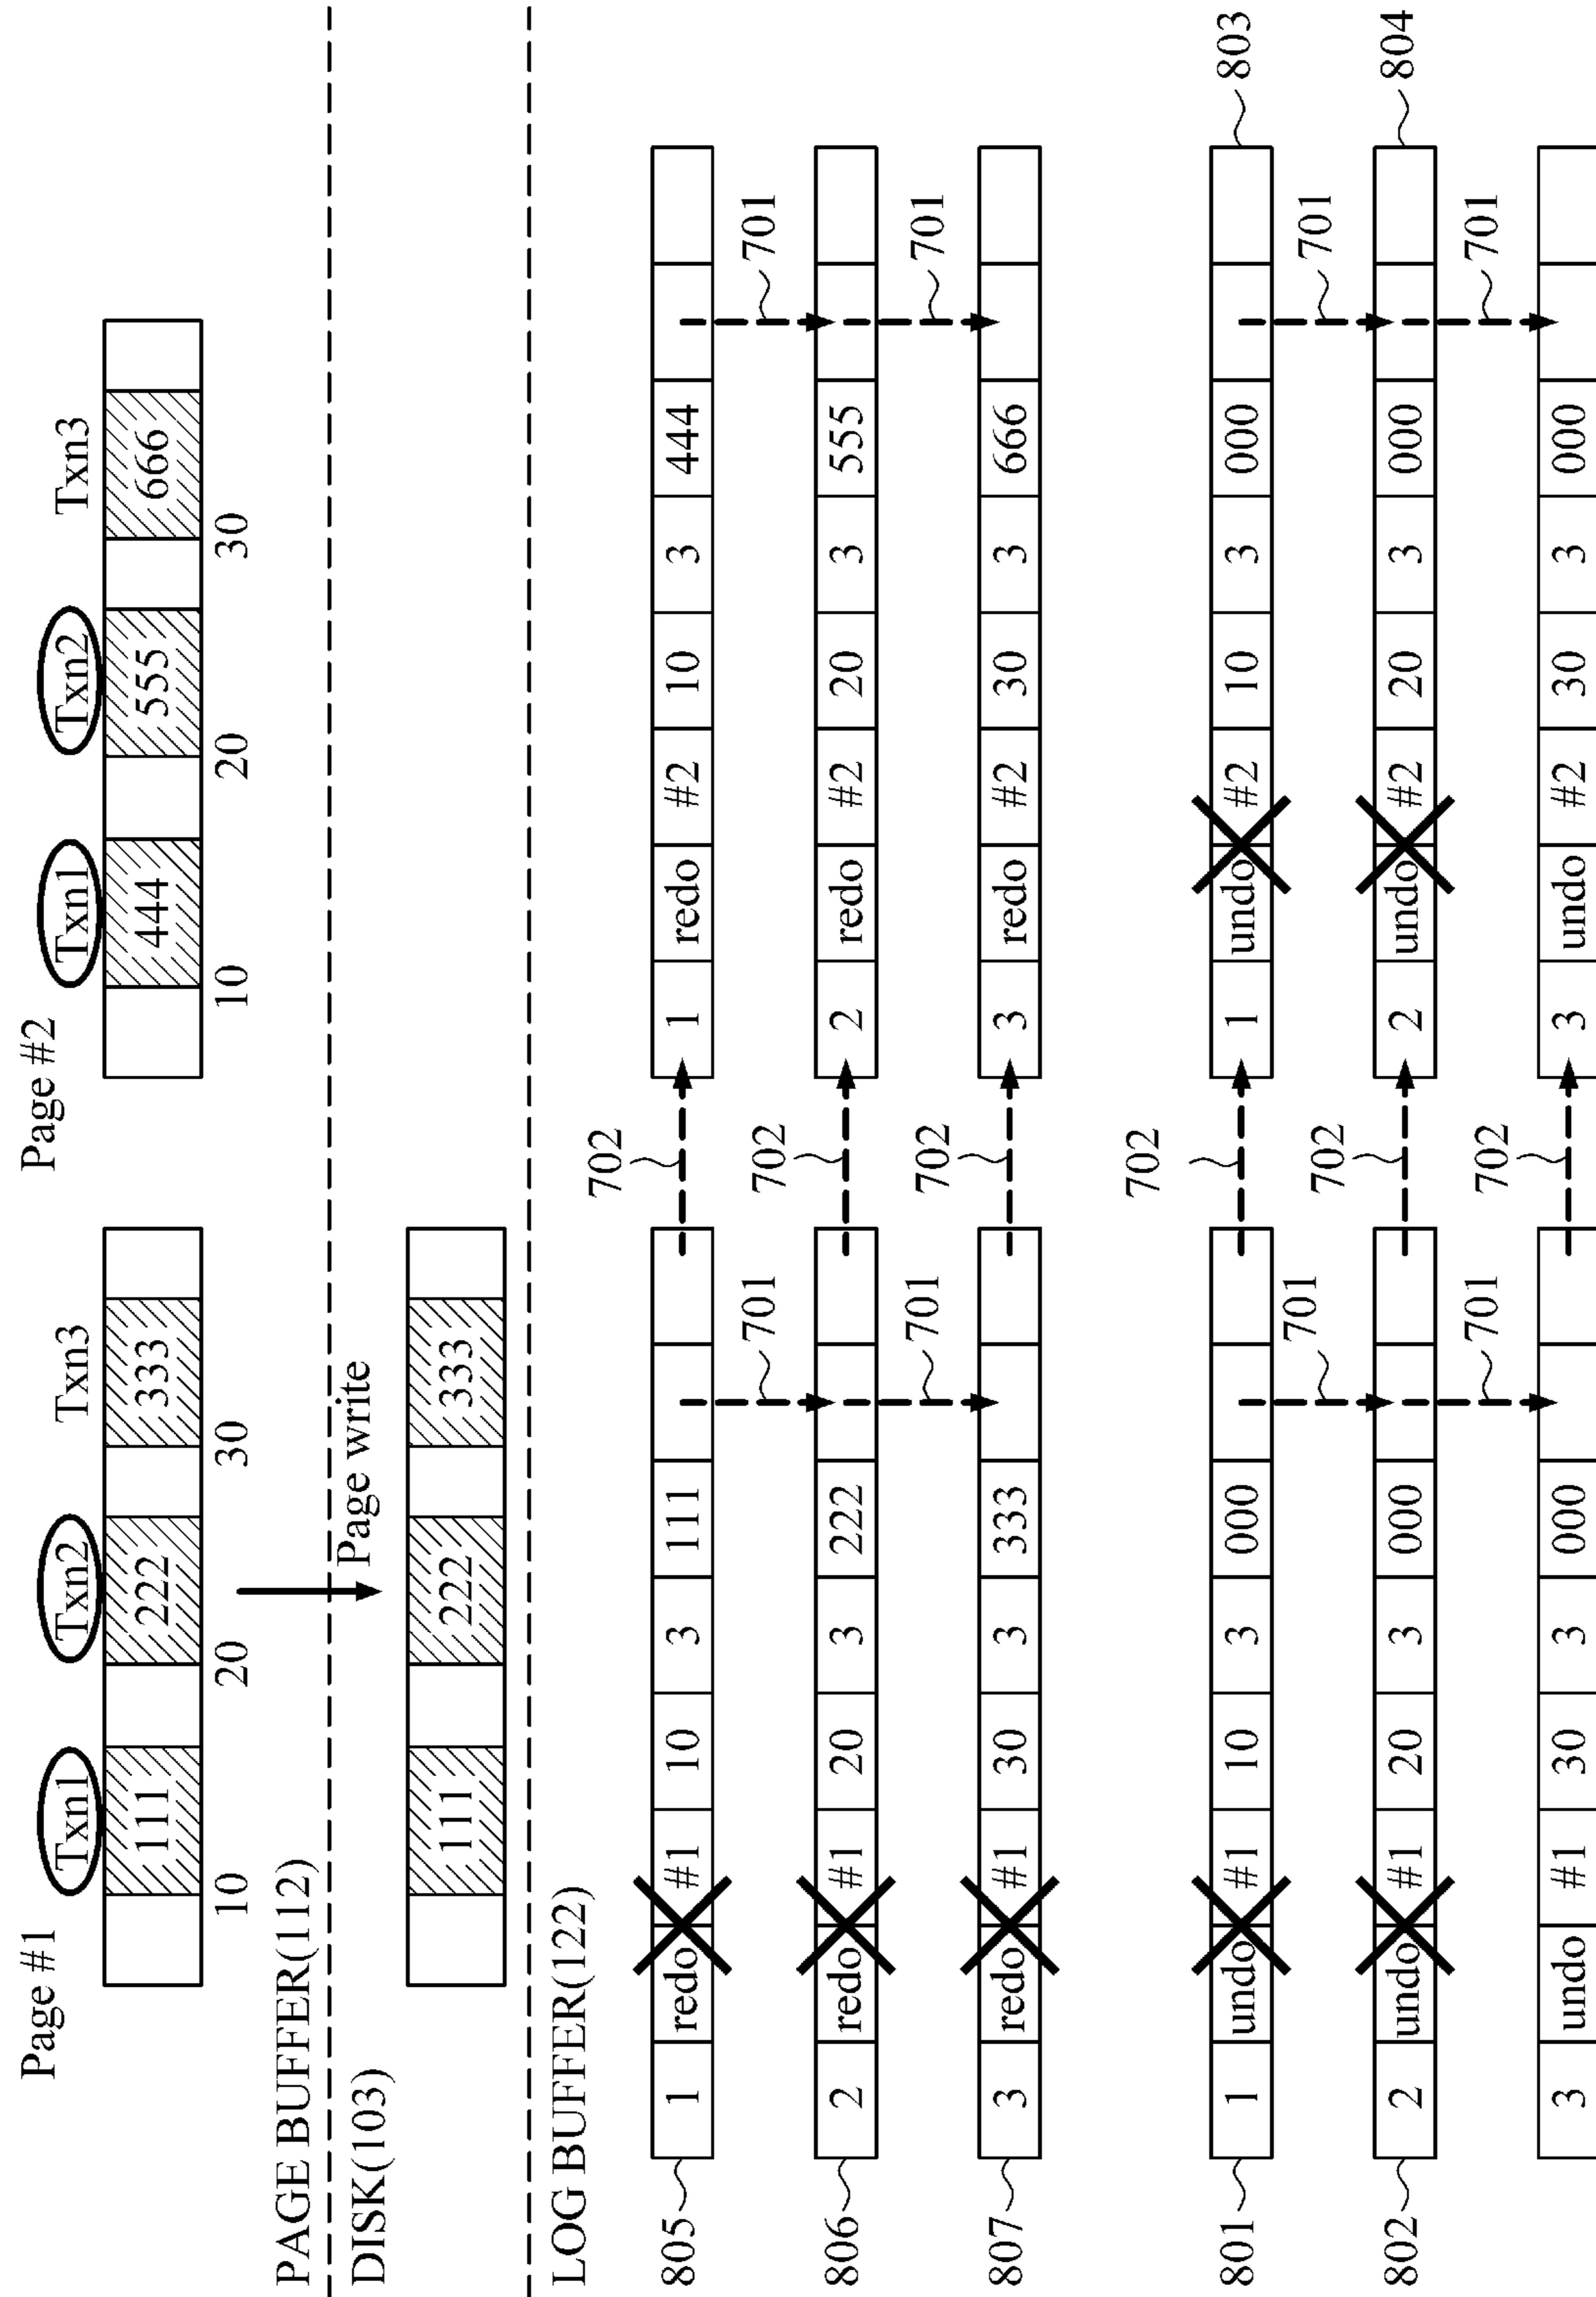 Page #1 Page #2
Txn1 Txn2 Txn3 Txn1 Txn2 Txn3
111 222 333 444 555 666
10 20 30 10 20 30
PAGE BUFFER(112)
Page write
DISK(103)
111 222 333
LOG BUFFER(122)
702
805 1 redo #1 10 3 111 1 redo #2 10 3 444
702 701 701
806 2 redo #1 20 3 222 2 redo #2 20 3 555
702 701 701
807 3 redo #1 30 3 333 3 redo #2 30 3 666
702
801 1 undo #1 10 3 000 1 undo #2 10 3 000 803
701 702 701
802 2 undo #1 20 3 000 2 undo #2 20 3 000 804
701 702 701
3 undo #1 30 3 000 3 undo #2 30 3 000